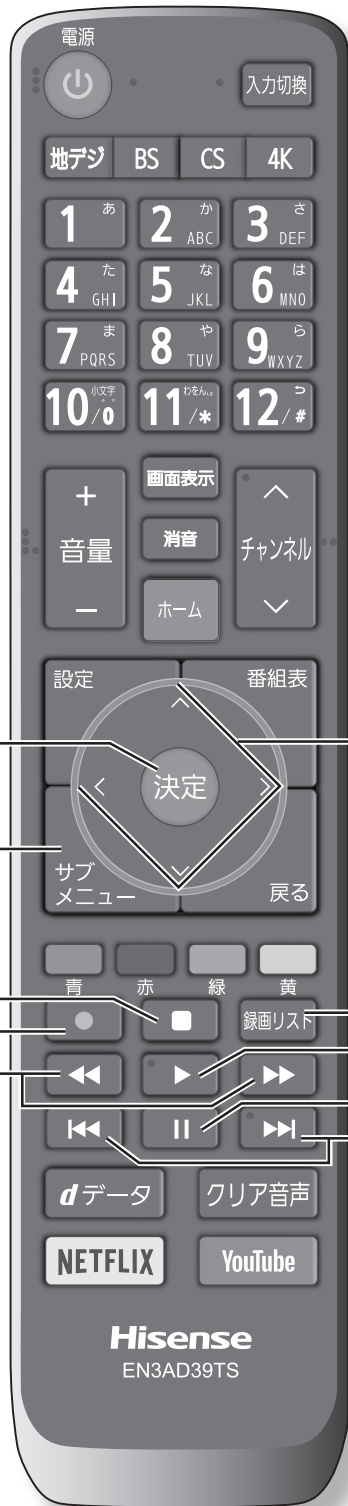 電源
入力切換
地デジ BS CS 4K
1 あ 2 か ABC 3 さ DEF
4 た GHI 5 な JKL 6 は MNO
7 ま PQRS 8 や TUV 9 ら WXYZ
10/0 小文字 ゛゜ 11/* わをん、。 12/# つ
+ 画面表示
音量 消音 チャンネル
− ホーム
設定 番組表
決定
サブ
メニュー 戻る
青 赤 緑 黄
録画リスト
dデータ クリア音声
NETFLIX YouTube
Hisense
EN3AD39TS